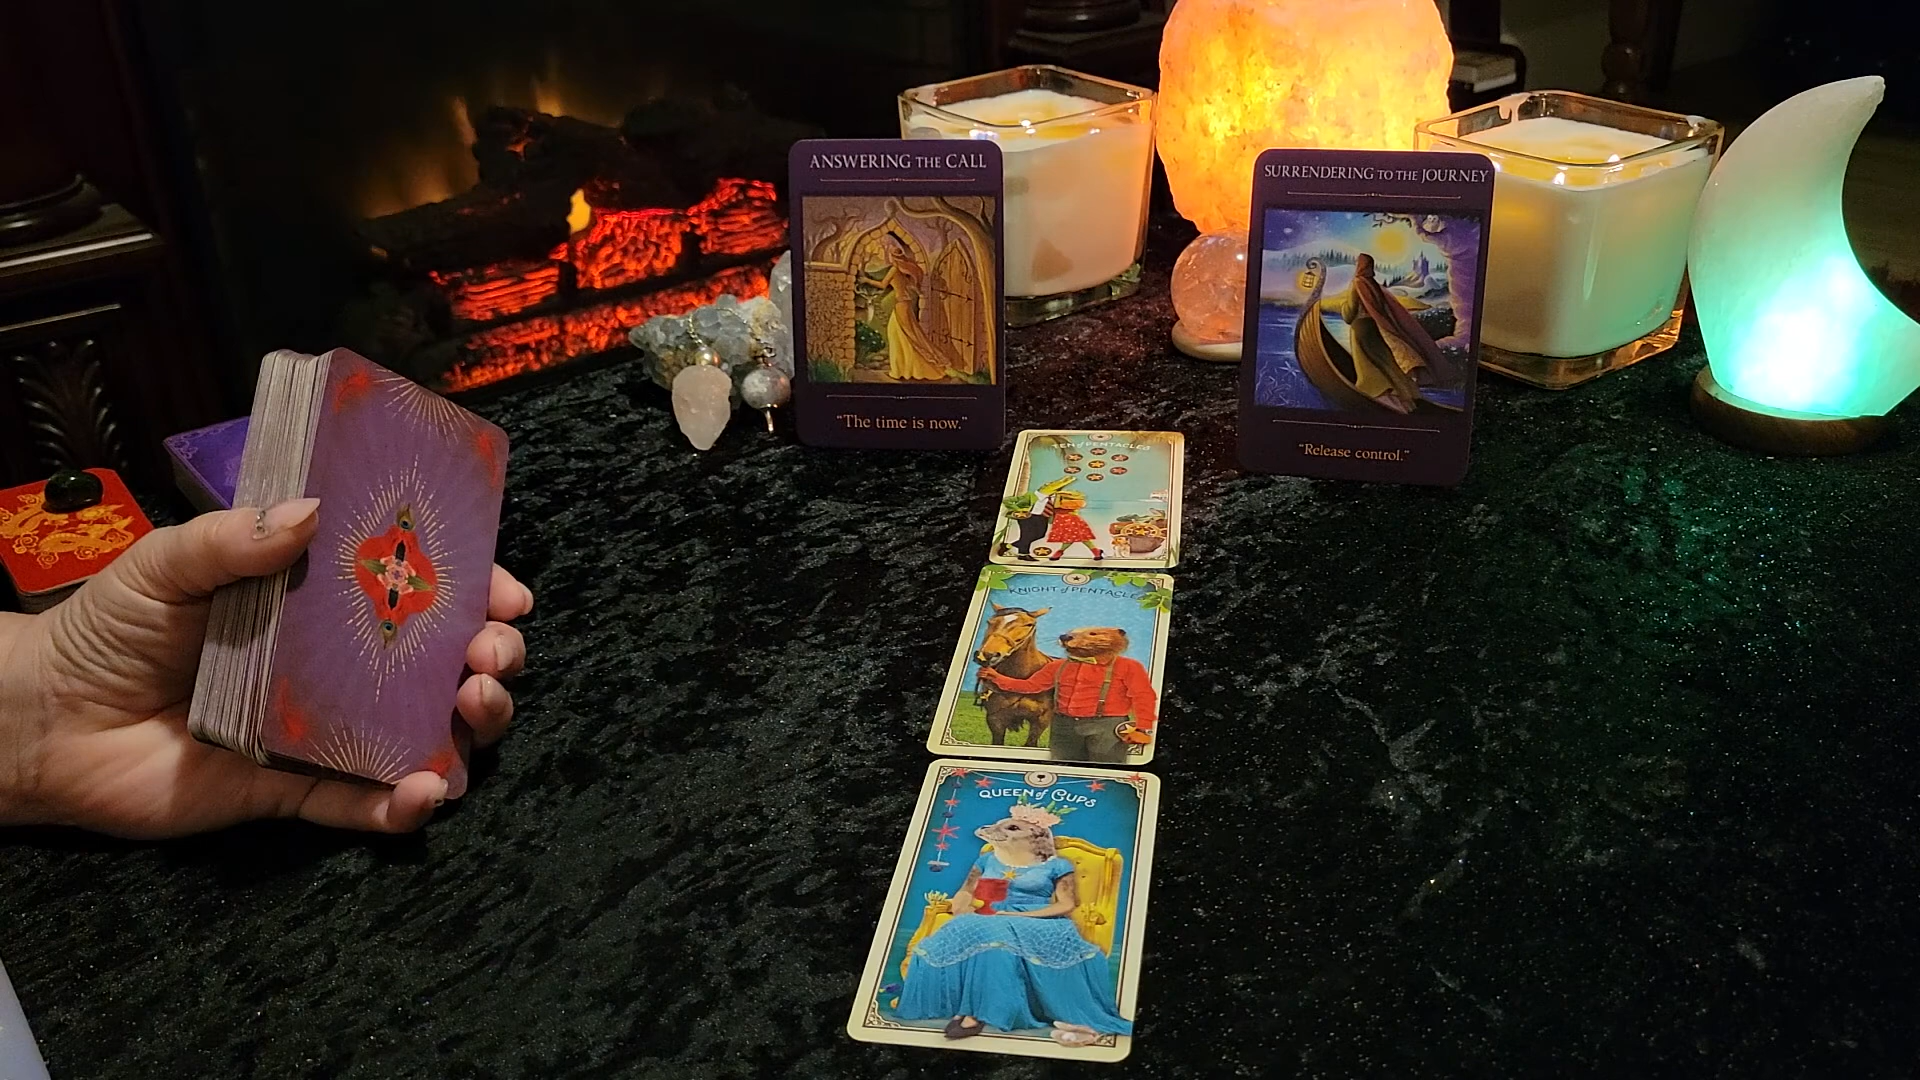 ANSWERING THE CALL
"The time is now."
SURRENDERING TO THE JOURNEY
"Release control."
TEN of PENTACLES
KNIGHT of PENTACLES
QUEEN of CUPS